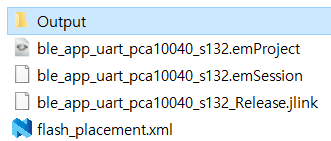 Output
ble_app_uart_pca10040_s132.emProject
ble_app_uart_pca10040_s132.emSession
ble_app_uart_pca10040_s132_Release.jlink
flash_placement.xml